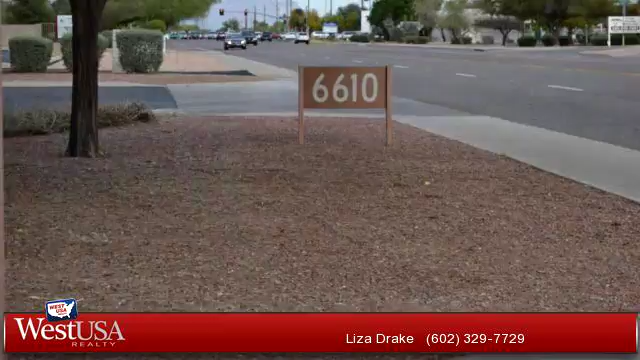 6610
WEST
USA
WestUSA
REALTY
Liza Drake (602) 329-7729